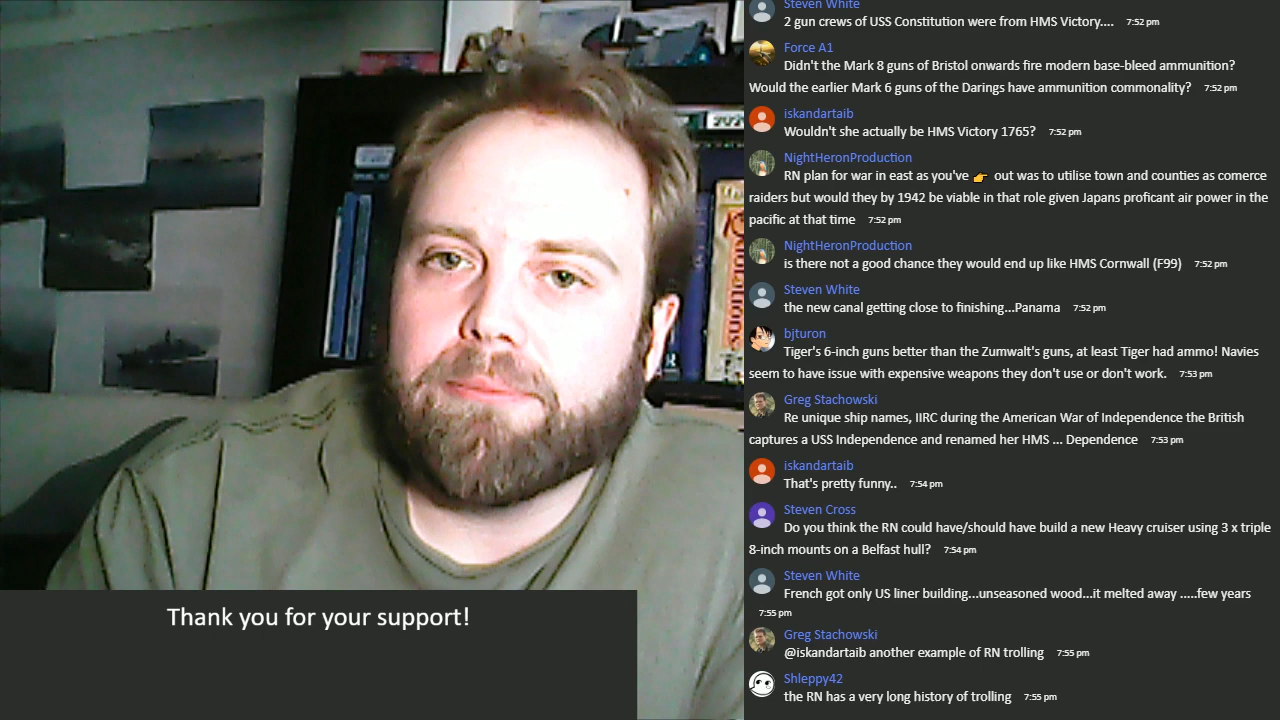 Thank you for your support!
Steven White
2 gun crews of USS Constitution were from HMS Victory.... 7:52 pm
Force A1
Didn't the Mark 8 guns of Bristol onwards fire modern base-bleed ammunition?
Would the earlier Mark 6 guns of the Darings have ammunition commonality? 7:52 pm
iskandartaib
Wouldn't she actually be HMS Victory 1765? 7:52 pm
NightHeronProduction
RN plan for war in east as you've 👉 out was to utilise town and counties as comerce
raiders but would they by 1942 be viable in that role given Japans proficant air power in the
pacific at that time 7:52 pm
NightHeronProduction
is there not a good chance they would end up like HMS Cornwall (F99) 7:52 pm
Steven White
the new canal getting close to finishing...Panama 7:52 pm
bjturon
Tiger's 6-inch guns better than the Zumwalt's guns, at least Tiger had ammo! Navies
seem to have issue with expensive weapons they don't use or don't work. 7:53 pm
Greg Stachowski
Re unique ship names, IIRC during the American War of Independence the British
captures a USS Independence and renamed her HMS ... Dependence 7:53 pm
iskandartaib
That's pretty funny.. 7:54 pm
Steven Cross
Do you think the RN could have/should have build a new Heavy cruiser using 3 x triple
8-inch mounts on a Belfast hull? 7:54 pm
Steven White
French got only US liner building...unseasoned wood...it melted away .....few years
7:55 pm
Greg Stachowski
@iskandartaib another example of RN trolling 7:55 pm
Shleppy42
the RN has a very long history of trolling 7:55 pm